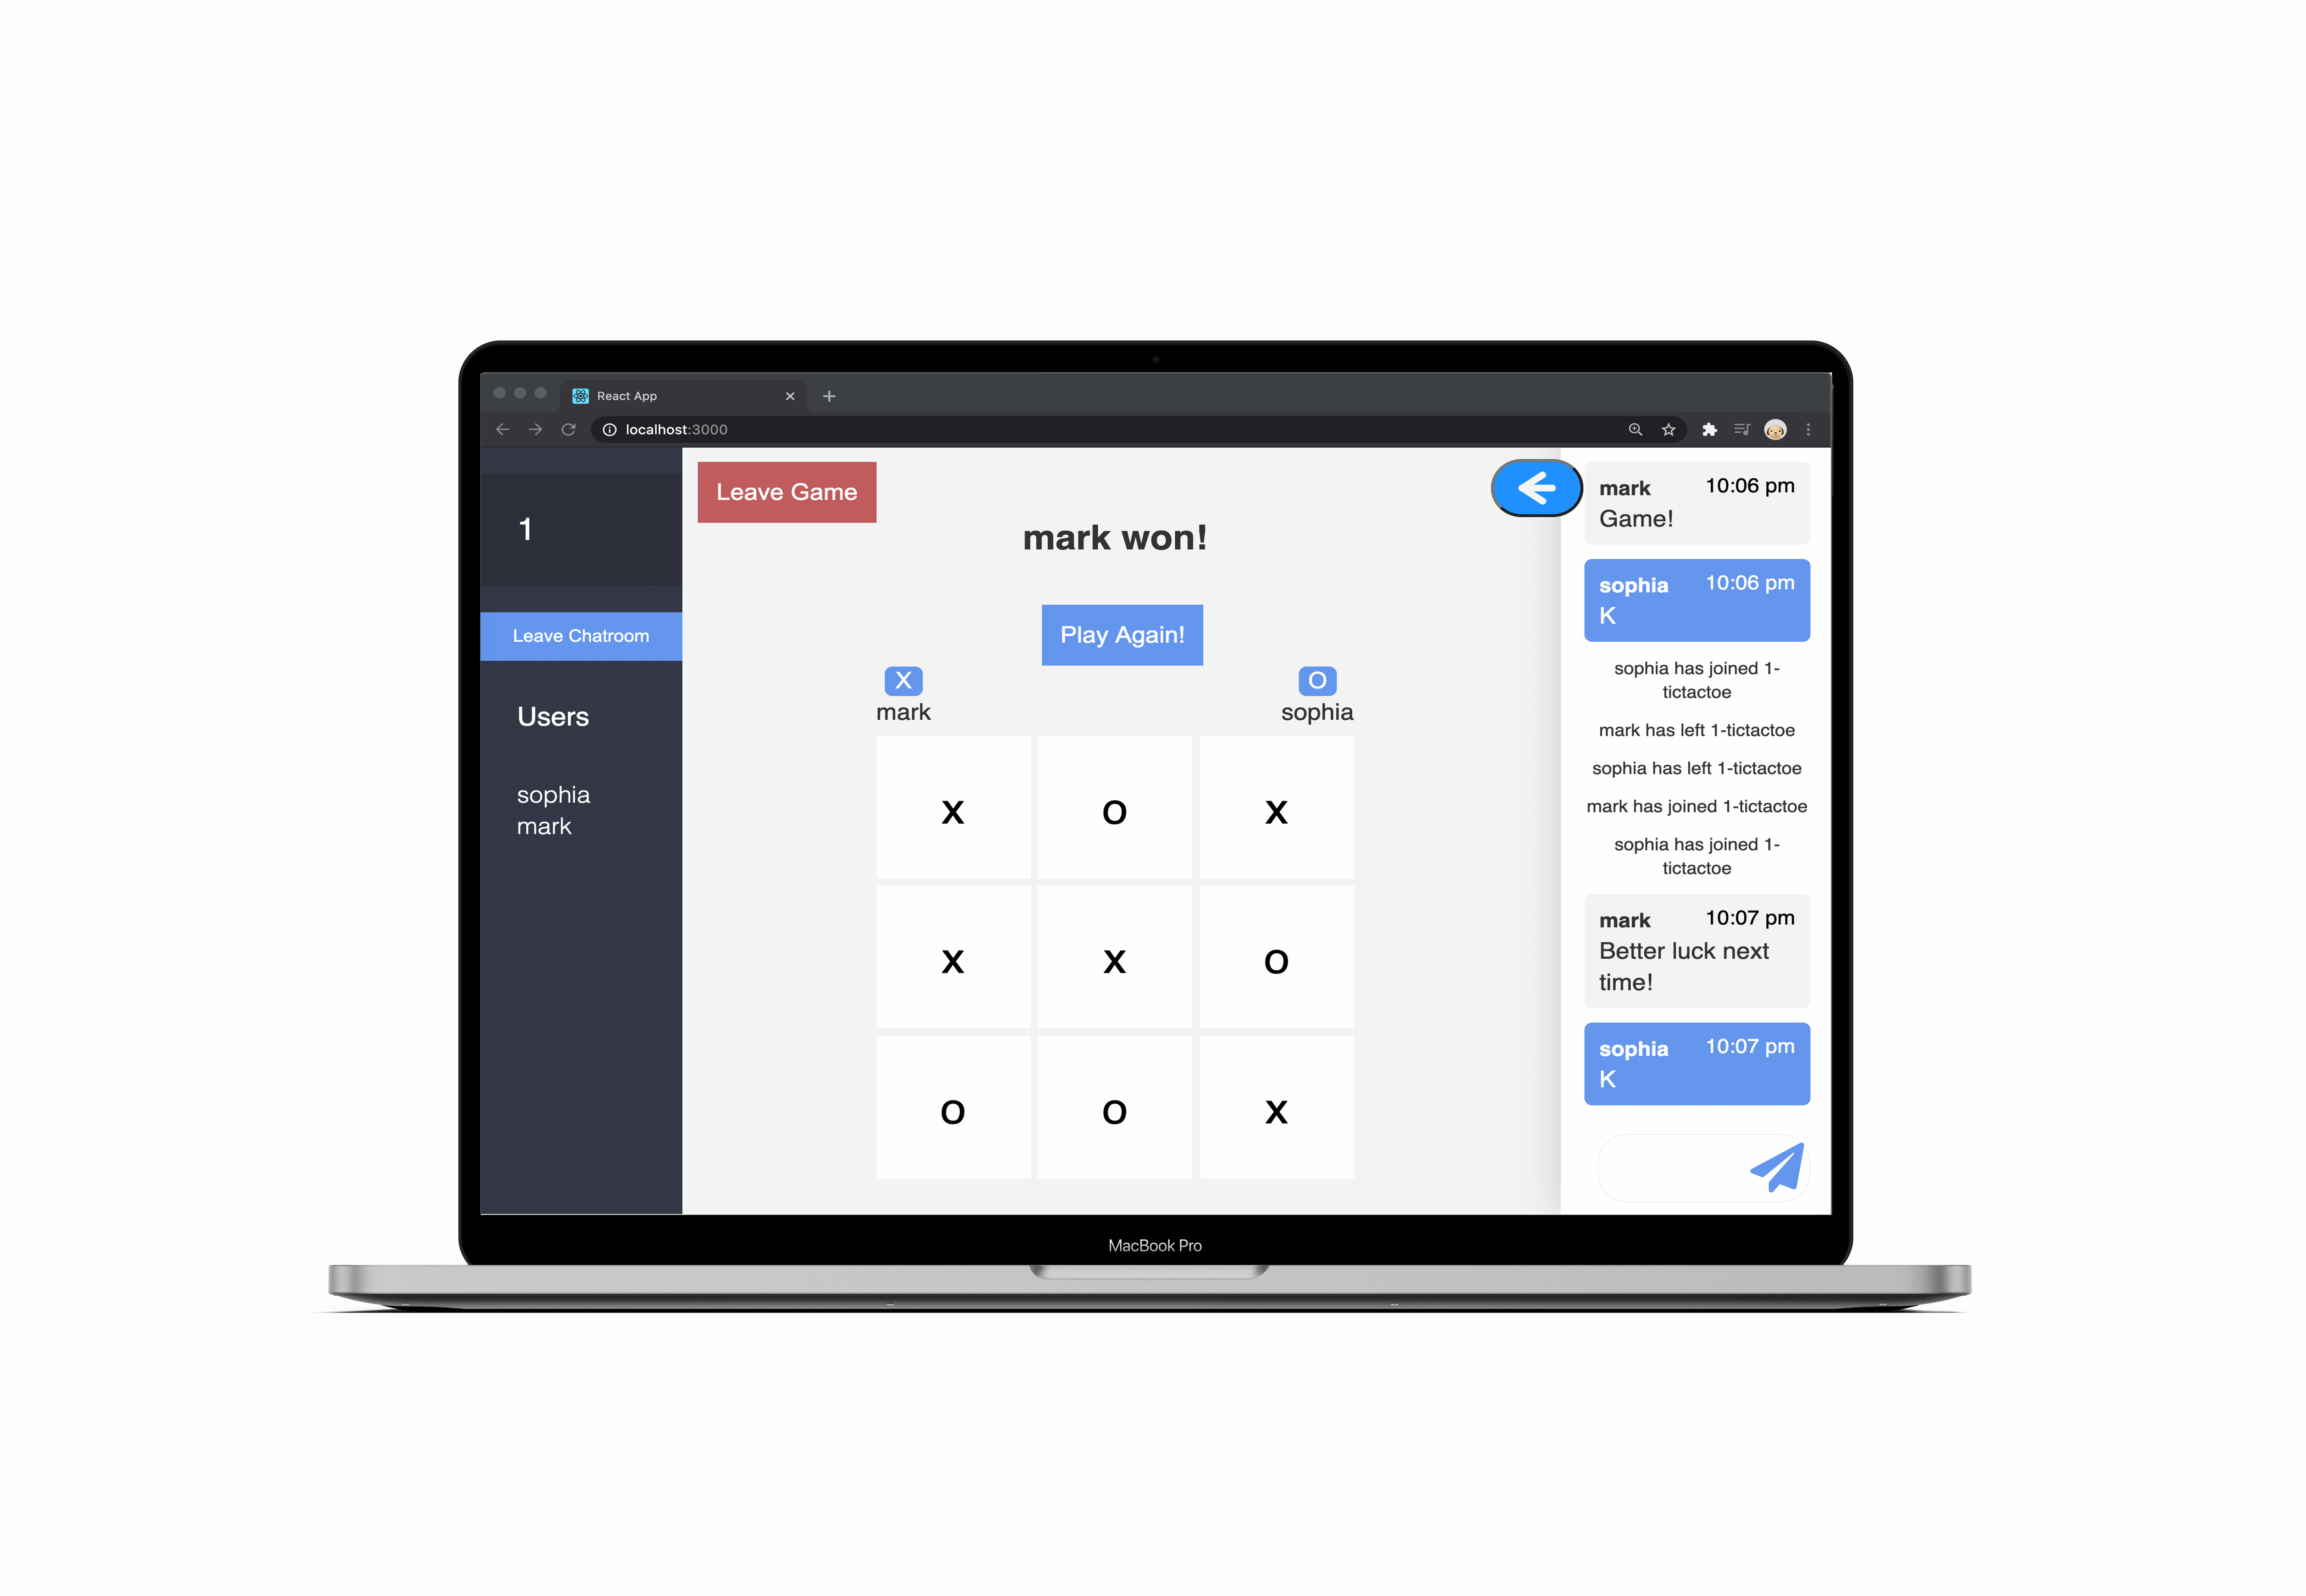 React App
localhost:3000
1
Leave Chatroom
Users
sophia
mark
Leave Game
mark won!
Play Again!
X
mark
O
sophia
X O X
X X O
O O X
mark 10:06 pm
Game!
sophia 10:06 pm
K
sophia has joined 1-
tictactoe
mark has left 1-tictactoe
sophia has left 1-tictactoe
mark has joined 1-tictactoe
sophia has joined 1-
tictactoe
mark 10:07 pm
Better luck next
time!
sophia 10:07 pm
K
MacBook Pro